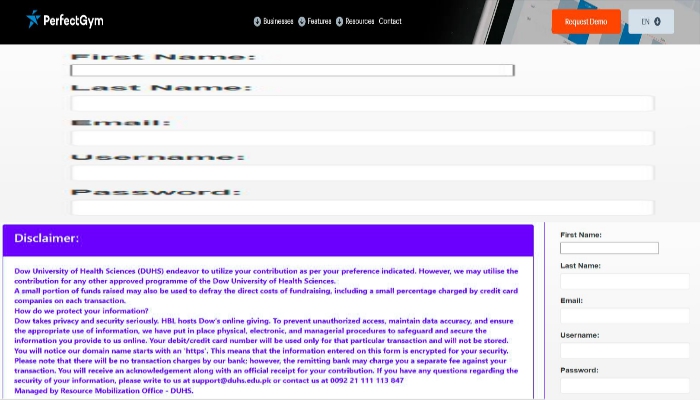 PerfectGym
Businesses Features Resources Contact
Request Demo
EN
First Name:
Last Name:
Email:
Username:
Password:
Disclaimer:
Dow University of Health Sciences (DUHS) endeavor to utilize your contribution as per your preference indicated. However, we may utilise the
contribution for any other approved programme of the Dow University of Health Sciences.
A small portion of funds raised may also be used to defray the direct costs of fundraising, including a small percentage charged by credit card
companies on each transaction.
How do we protect your information?
Dow takes privacy and security seriously. HBL hosts Dow's online giving. To prevent unauthorized access, maintain data accuracy, and ensure
the appropriate use of information, we have put in place physical, electronic, and managerial procedures to safeguard and secure the
information you provide to us online. Your debit/credit card number will be used only for that particular transaction and will not be stored.
You will notice our domain name starts with an 'https'. This means that the information entered on this form is encrypted for your security.
Please note that there will be no transaction charges by our bank; however, the remitting bank may charge you a separate fee against your
transaction. You will receive an acknowledgement along with an official receipt for your contribution. If you have any questions regarding the
security of your information, please write to us at support@duhs.edu.pk or contact us at 0092 21 111 113 847
Managed by Resource Mobilization Office - DUHS.
First Name:
Last Name:
Email:
Username:
Password: